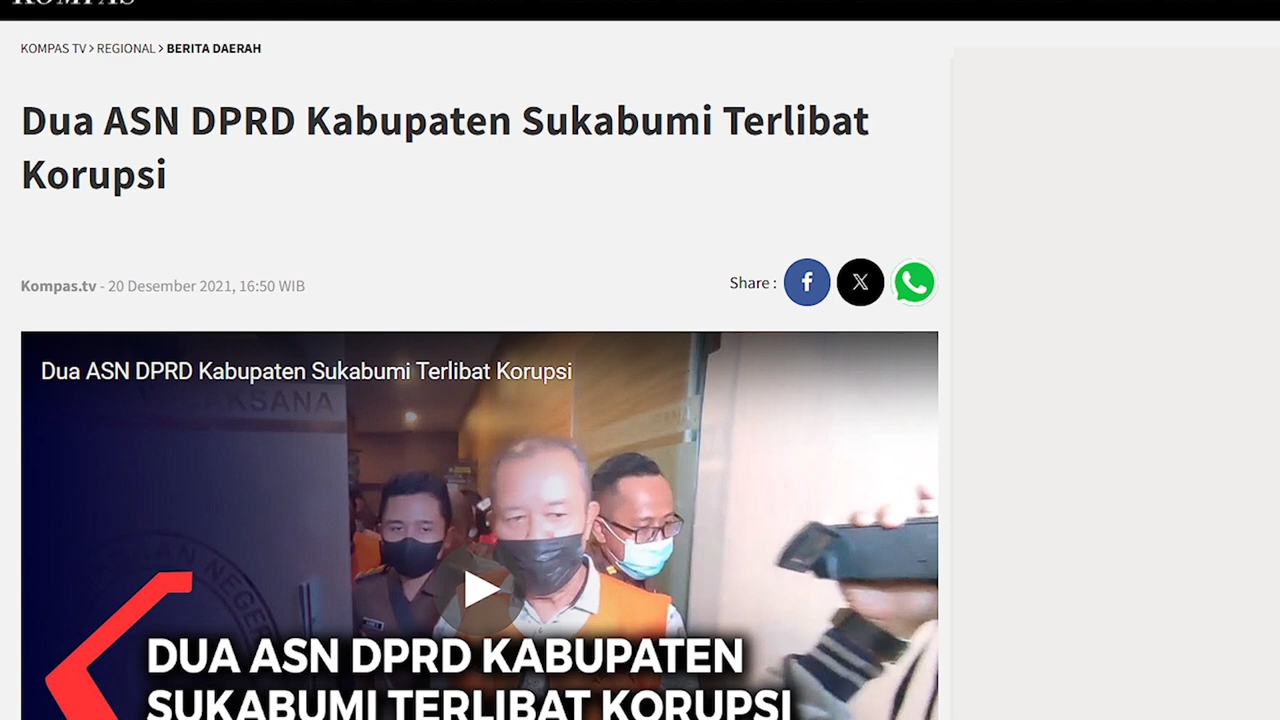 KOMPAS
KOMPAS TV > REGIONAL > BERITA DAERAH
Dua ASN DPRD Kabupaten Sukabumi Terlibat
Korupsi
Kompas.tv - 20 Desember 2021, 16:50 WIB
Share :
Dua ASN DPRD Kabupaten Sukabumi Terlibat Korupsi
DUA ASN DPRD KABUPATEN
SUKABUMI TERLIBAT KORUPSI